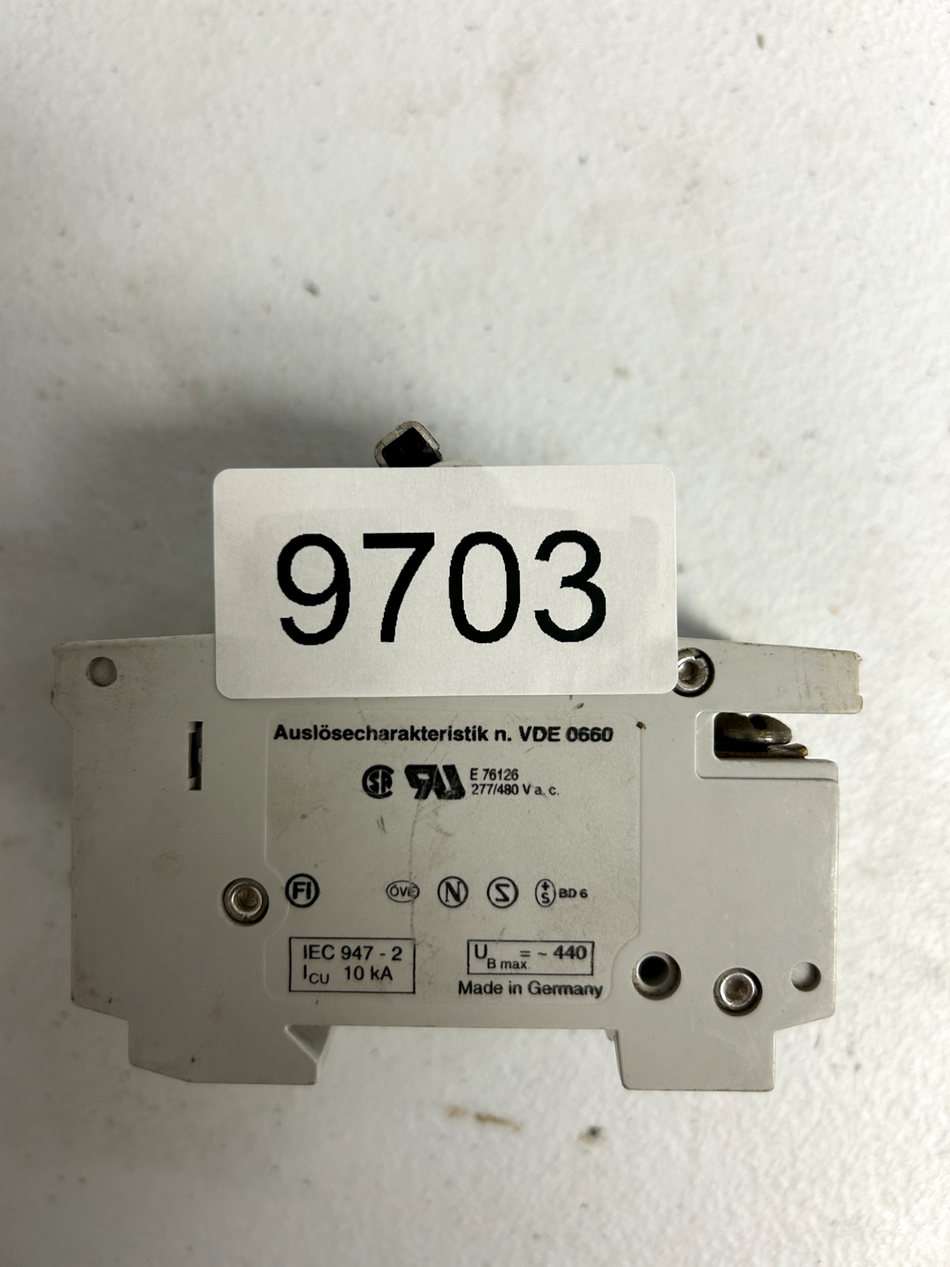 9703
Auslösecharakteristik n. VDE 0660
E 76126
277/480 V a. c.
FI ÖVE N S +S BD 6
IEC 947 - 2
ICU 10 kA
UB max. = ~ 440
Made in Germany